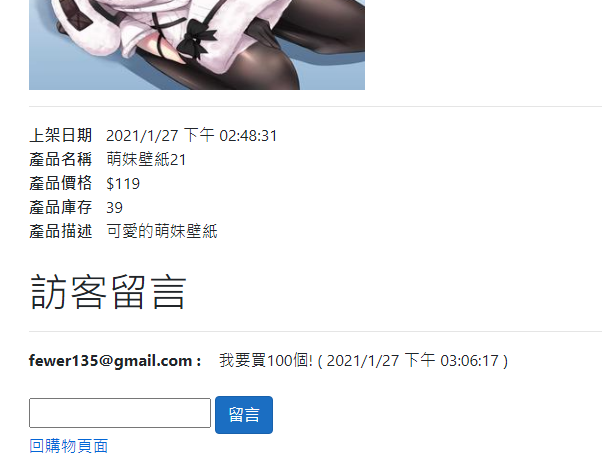 上架日期 2021/1/27 下午 02:48:31
產品名稱 萌妹壁紙21
產品價格 $119
產品庫存 39
產品描述 可愛的萌妹壁紙
訪客留言
fewer135@gmail.com : 我要買100個! ( 2021/1/27 下午 03:06:17 )
留言
回購物頁面